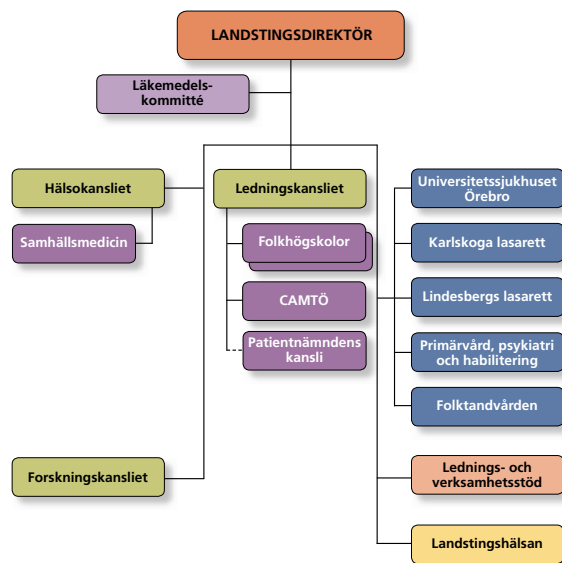 LANDSTINGSDIREKTÖR
Läkemedels-
kommitté
Hälsokansliet
Samhällsmedicin
Ledningskansliet
Folkhögskolor
CAMTÖ
Patientnämndens
kansli
Universitetssjukhuset
Örebro
Karlskoga lasarett
Lindesbergs lasarett
Primärvård, psykiatri
och habilitering
Folktandvården
Forskningskansliet
Lednings- och
verksamhetsstöd
Landstingshälsan